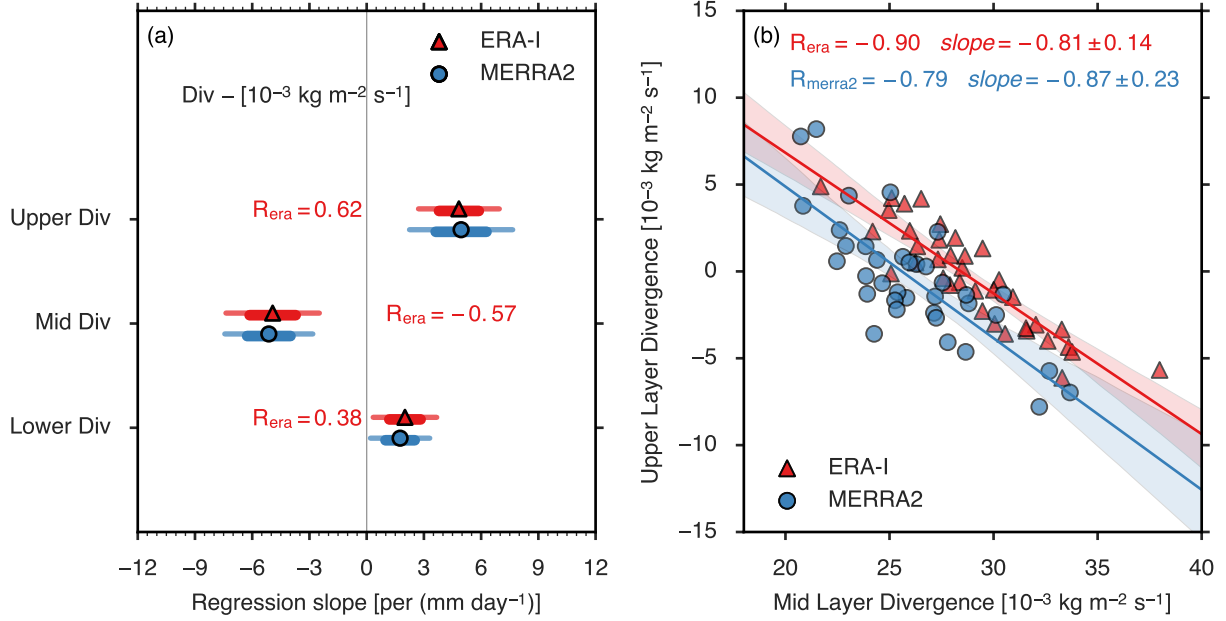 (a)
ERA-I
MERRA2
Div – [10⁻³ kg m⁻² s⁻¹]
Upper Div
R_era = 0.62
Mid Div
R_era = −0.57
Lower Div
R_era = 0.38
−12 −9 −6 −3 0 3 6 9 12
Regression slope [per (mm day⁻¹)]
(b)
R_era = −0.90 slope = −0.81 ± 0.14
R_merra2 = −0.79 slope = −0.87 ± 0.23
Upper Layer Divergence [10⁻³ kg m⁻² s⁻¹]
15
10
5
0
−5
−10
−15
ERA-I
MERRA2
20 25 30 35 40
Mid Layer Divergence [10⁻³ kg m⁻² s⁻¹]